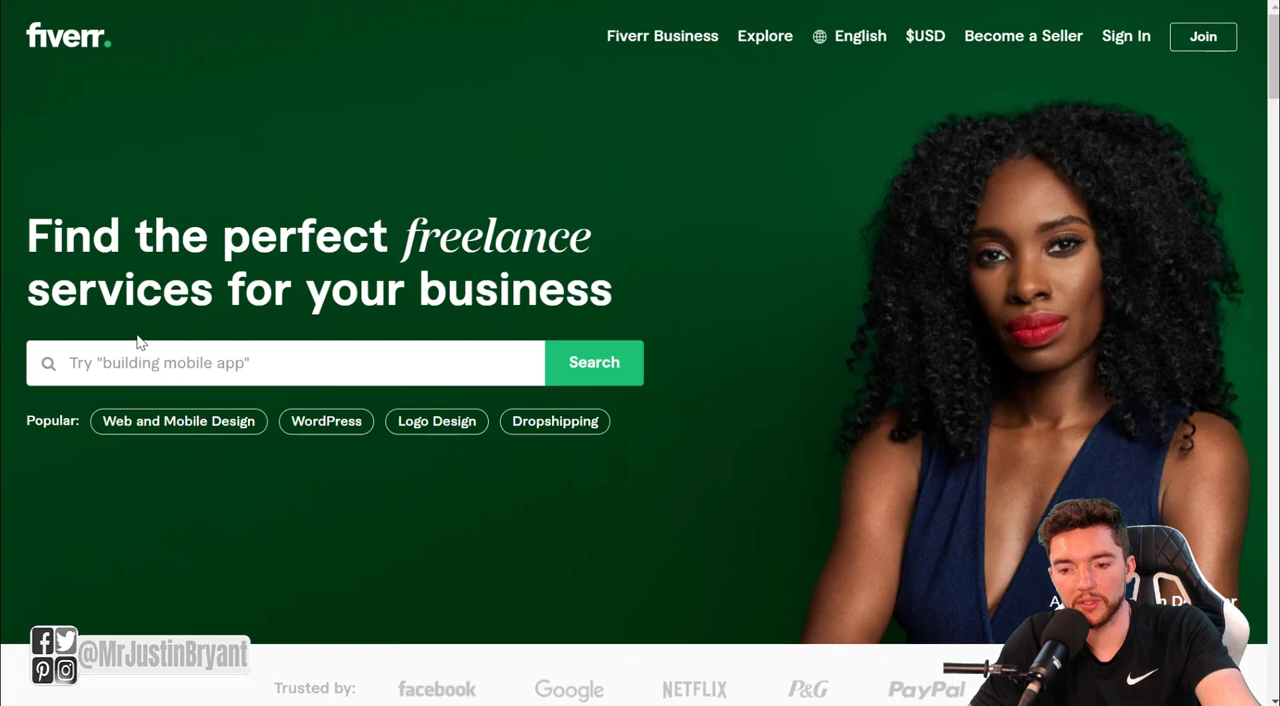 fiverr.
Fiverr Business Explore English $USD Become a Seller Sign In Join
Find the perfect freelance
services for your business
Try "building mobile app"
Search
Popular: Web and Mobile Design WordPress Logo Design Dropshipping
@MrJustinBryant
Trusted by: facebook Google NETFLIX P&G PayPal